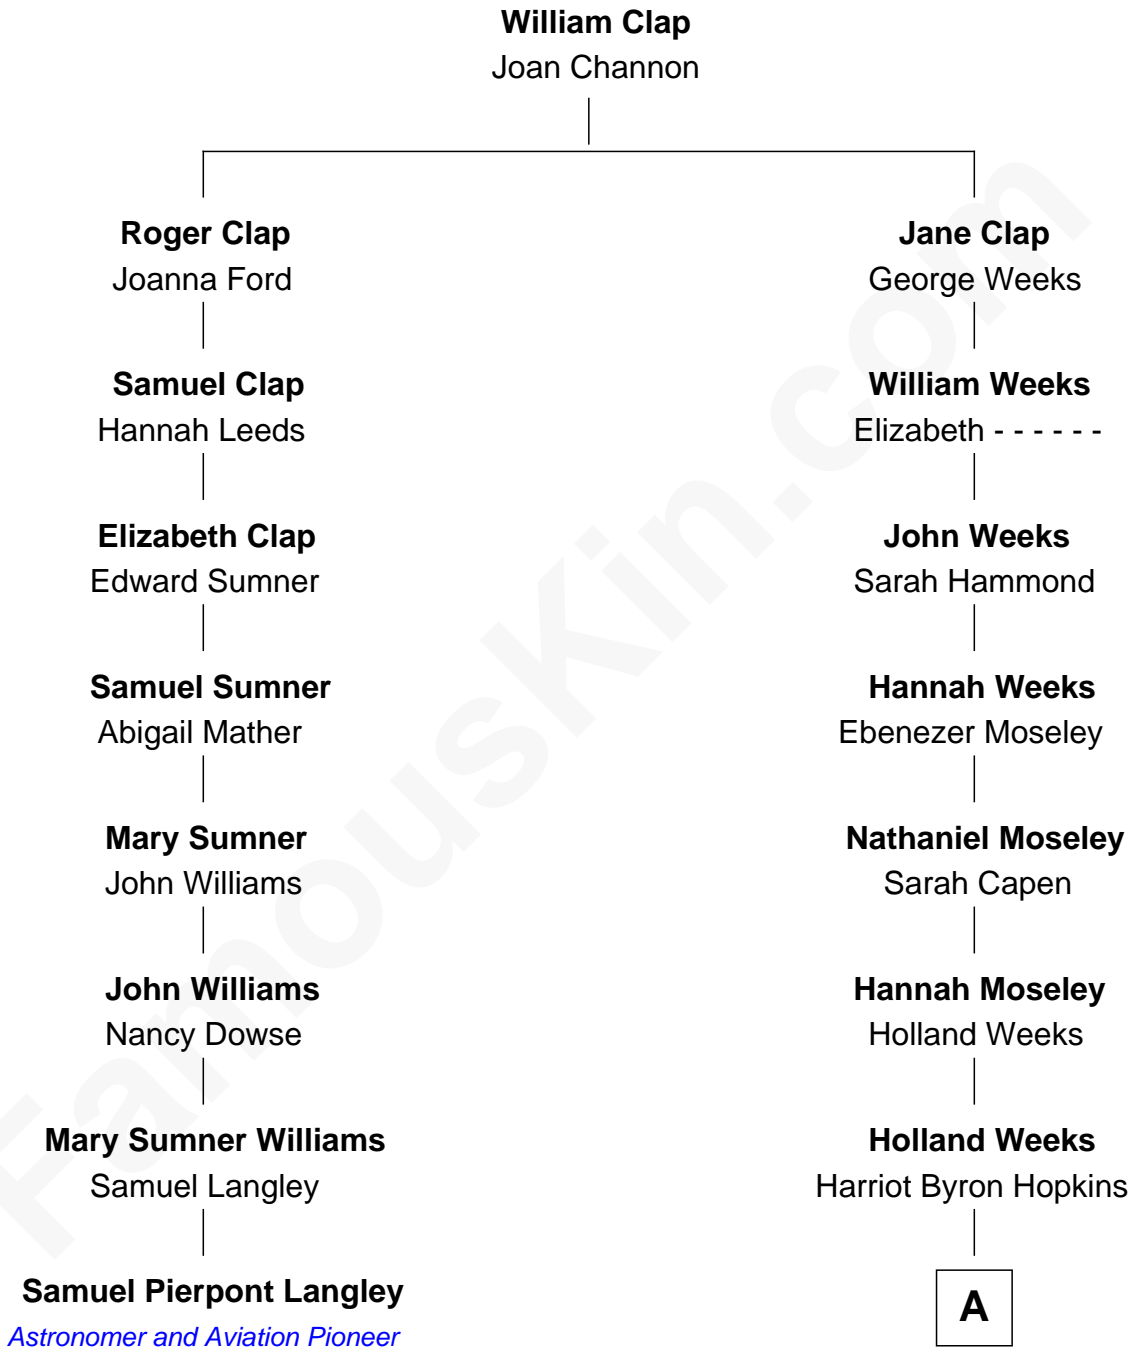 William Clap
Joan Channon
Roger Clap
Joanna Ford
Samuel Clap
Hannah Leeds
Elizabeth Clap
Edward Sumner
Samuel Sumner
Abigail Mather
Mary Sumner
John Williams
John Williams
Nancy Dowse
Mary Sumner Williams
Samuel Langley
Samuel Pierpont Langley
Astronomer and Aviation Pioneer
Jane Clap
George Weeks
William Weeks
Elizabeth - - - - - -
John Weeks
Sarah Hammond
Hannah Weeks
Ebenezer Moseley
Nathaniel Moseley
Sarah Capen
Hannah Moseley
Holland Weeks
Holland Weeks
Harriot Byron Hopkins
A
FamousKin.com